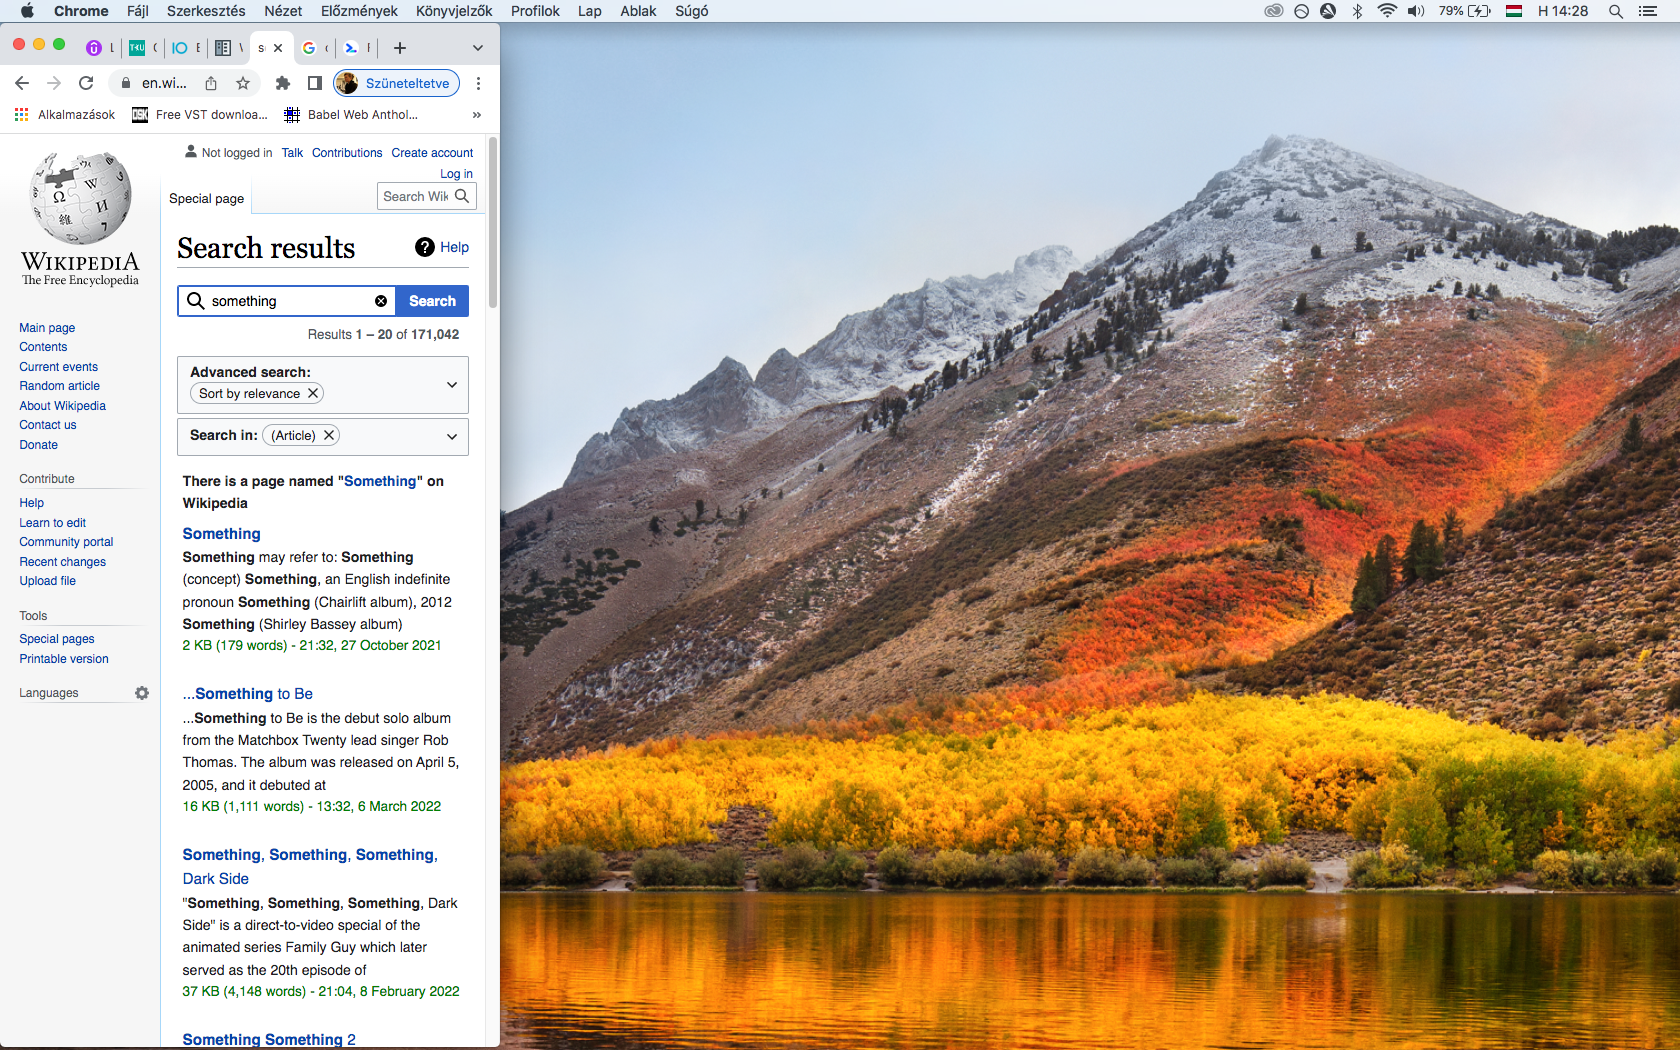 Chrome Fájl Szerkesztés Nézet Előzmények Könyvjelzők Profilok Lap Ablak Súgó 79% H 14:28
en.wi... Szüneteltetve
Alkalmazások Free VST downloa... Babel Web Anthol... »
Not logged in Talk Contributions Create account
Log in
Special page Search Wik
WIKIPEDIA
The Free Encyclopedia
Main page
Contents
Current events
Random article
About Wikipedia
Contact us
Donate
Contribute
Help
Learn to edit
Community portal
Recent changes
Upload file
Tools
Special pages
Printable version
Languages
Search results Help
something Search
Results 1 – 20 of 171,042
Advanced search:
Sort by relevance
Search in: (Article)
There is a page named "Something" on
Wikipedia
Something
Something may refer to: Something
(concept) Something, an English indefinite
pronoun Something (Chairlift album), 2012
Something (Shirley Bassey album)
2 KB (179 words) - 21:32, 27 October 2021
...Something to Be
...Something to Be is the debut solo album
from the Matchbox Twenty lead singer Rob
Thomas. The album was released on April 5,
2005, and it debuted at
16 KB (1,111 words) - 13:32, 6 March 2022
Something, Something, Something,
Dark Side
"Something, Something, Something, Dark
Side" is a direct-to-video special of the
animated series Family Guy which later
served as the 20th episode of
37 KB (4,148 words) - 21:04, 8 February 2022
Something Something 2